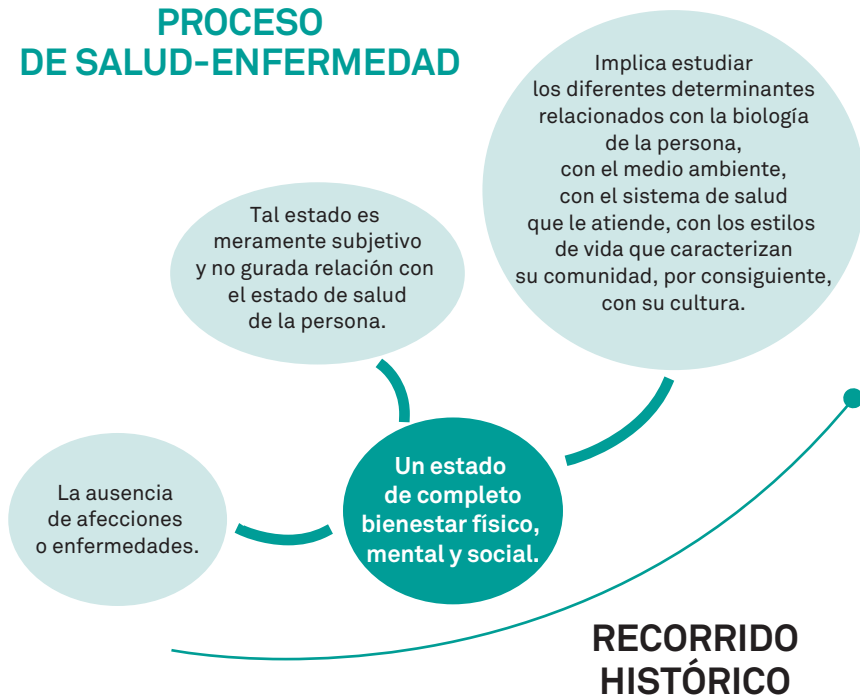 PROCESO
DE SALUD-ENFERMEDAD
Implica estudiar
los diferentes determinantes
relacionados con la biología
de la persona,
con el medio ambiente,
con el sistema de salud
que le atiende, con los estilos
de vida que caracterizan
su comunidad, por consiguiente,
con su cultura.
Tal estado es
meramente subjetivo
y no gurada relación con
el estado de salud
de la persona.
Un estado
de completo
bienestar físico,
mental y social.
La ausencia
de afecciones
o enfermedades.
RECORRIDO
HISTÓRICO